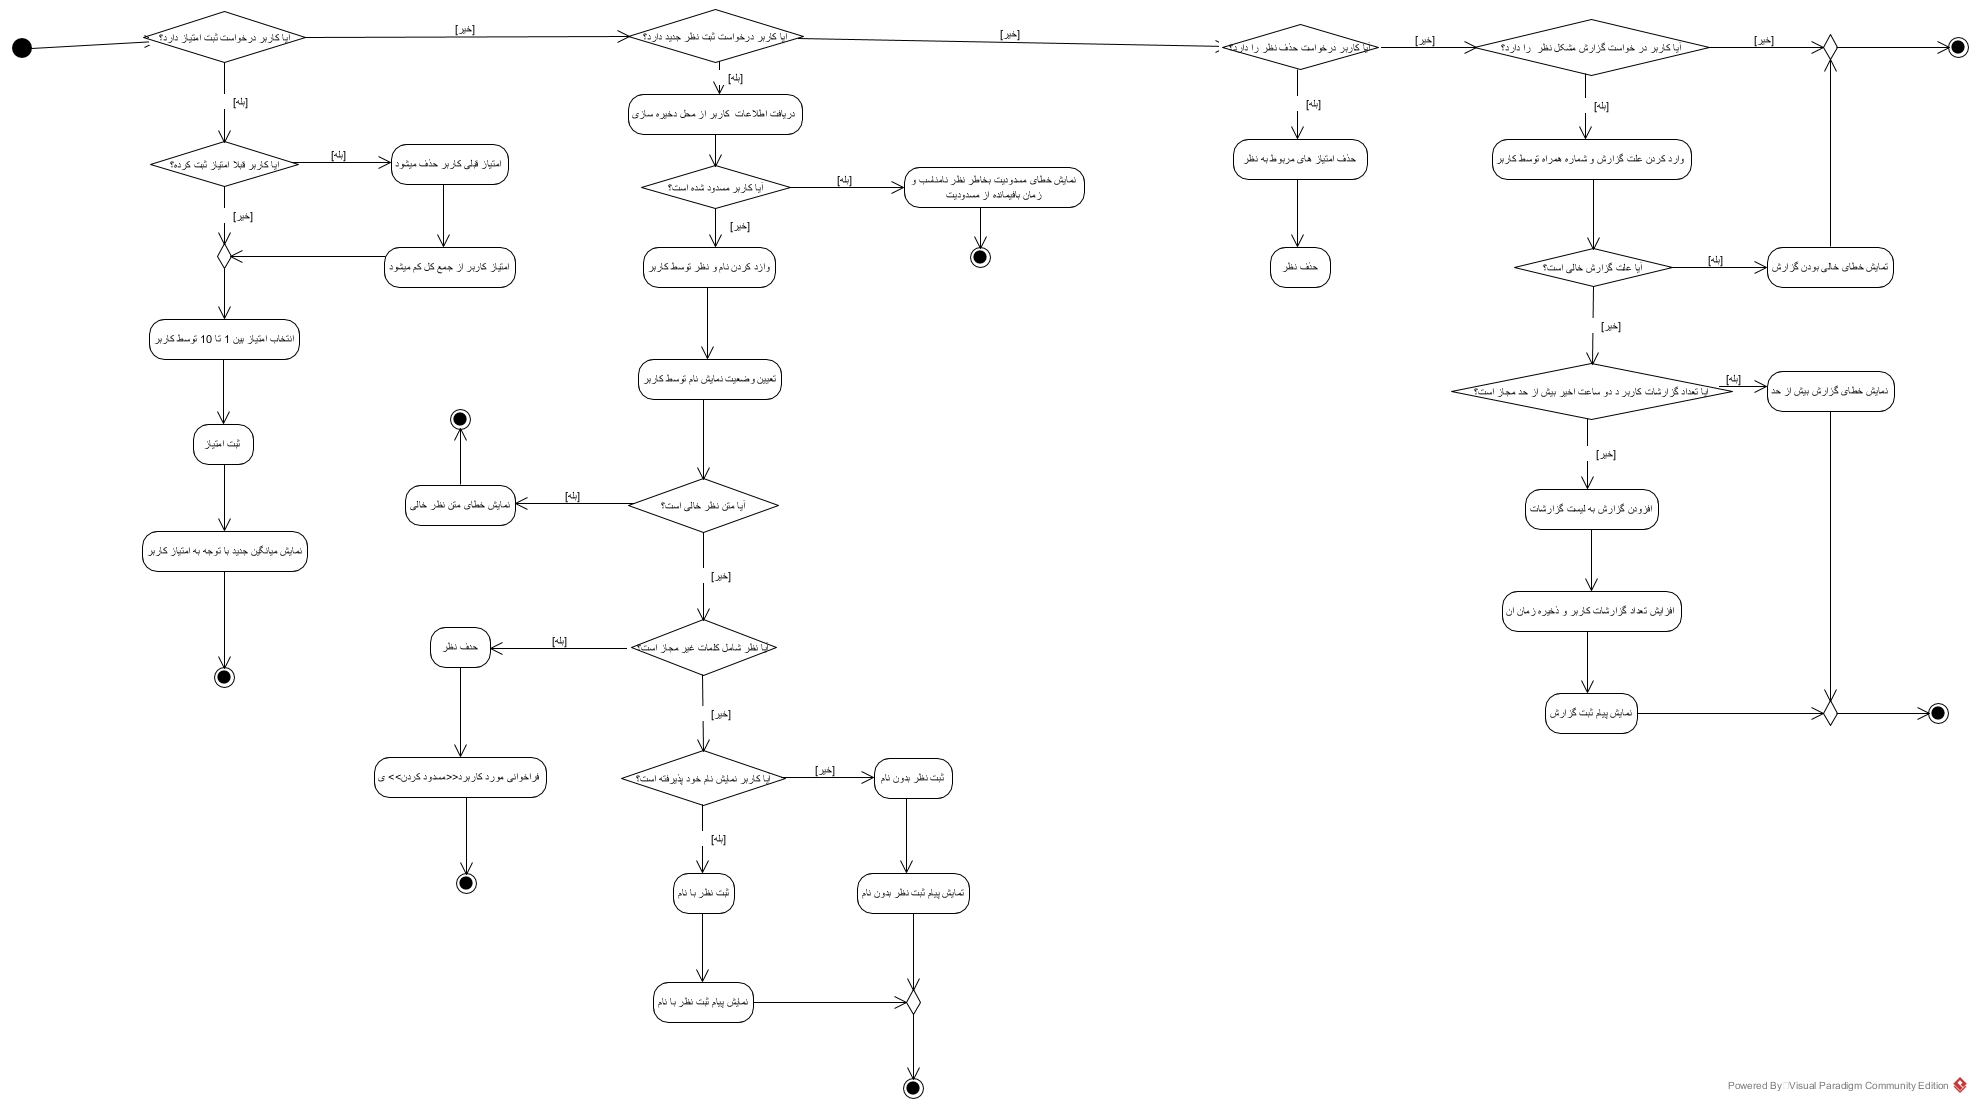 ایا کاربر درخواست ثبت امتیاز دارد؟
[خیر]
ایا کاربر درخواست ثبت نظر جدید دارد؟
[خیر]
ایا کاربر درخواست حذف نظر را دارد؟
[خیر]
ایا کاربر در خواست گزارش مشکل نظر را دارد؟
[خیر]
[بله]
ایا کاربر قبلا امتیاز ثبت کرده؟
[بله]
امتیاز قبلی کاربر حذف میشود
[خیر]
امتیاز کاربر از جمع کل کم میشود
انتخاب امتیاز بین 1 تا 10 توسط کاربر
ثبت امتیاز
نمایش میانگین جدید با توجه به امتیاز کاربر
[بله]
دریافت اطلاعات کاربر از محل دخیره سازی
آیا کاربر مسدود شده است؟
[بله]
نمایش خطای مسدودیت بخاطر نظر نامناسب و
زمان باقیمانده از مسدودیت
[خیر]
وارد کردن نام و نظر توسط کاربر
تعیین وضعیت نمایش نام توسط کاربر
آیا متن نظر خالی است؟
[بله]
نمایش خطای متن نظر خالی
[خیر]
آیا نظر شامل کلمات غیر مجاز است؟
[بله]
حدف نظر
فراخوانی مورد کاربرد<<مسدود کردن>> ی
[خیر]
ایا کاربر نمایش نام خود پذیرفته است؟
[خیر]
ثبت نظر بدون نام
نمایش پیام ثبت نظر بدون نام
[بله]
ثبت نظر با نام
نمایش پیام ثبت نظر با نام
[بله]
حذف امتیاز های مربوط به نظر
حذف نظر
[بله]
وارد کردن علت گزارش و شماره همراه توسط کاربر
آیا علت گزارش خالی است؟
[بله]
نمایش خطای خالی بودن گزارش
[خیر]
ایا تعداد گزارشات کاربر د دو ساعت اخیر بیش از حد مجاز است؟
[بله]
نمایش خطای گزارش بیش از حد
[خیر]
افزودن گزارش به لیست گزارشات
افزایش تعداد گزارشات کاربر و ذخیره زمان ان
نمایش پیام ثبت گزارش
Powered By Visual Paradigm Community Edition